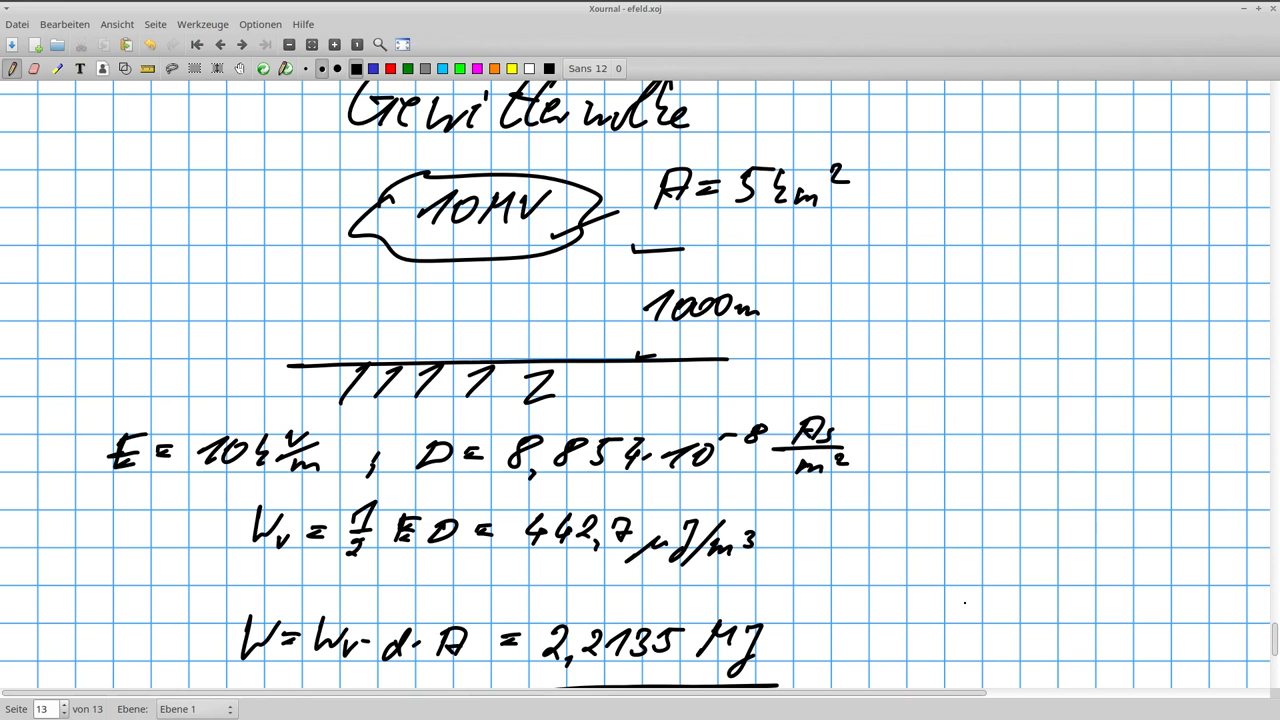 Xournal - efeld.xoj
Datei Bearbeiten Ansicht Seite Werkzeuge Optionen Hilfe
Sans 12 0
Gewitterwolke
10MV
A = 5km²
1000m
E = 10k V/m ; D = 8,854·10⁻⁸ As/m²
Wv = 1/2 E D = 442,7 µJ/m³
W = Wv · d · A = 2,2135 MJ
Seite 13 von 13 Ebene: Ebene 1